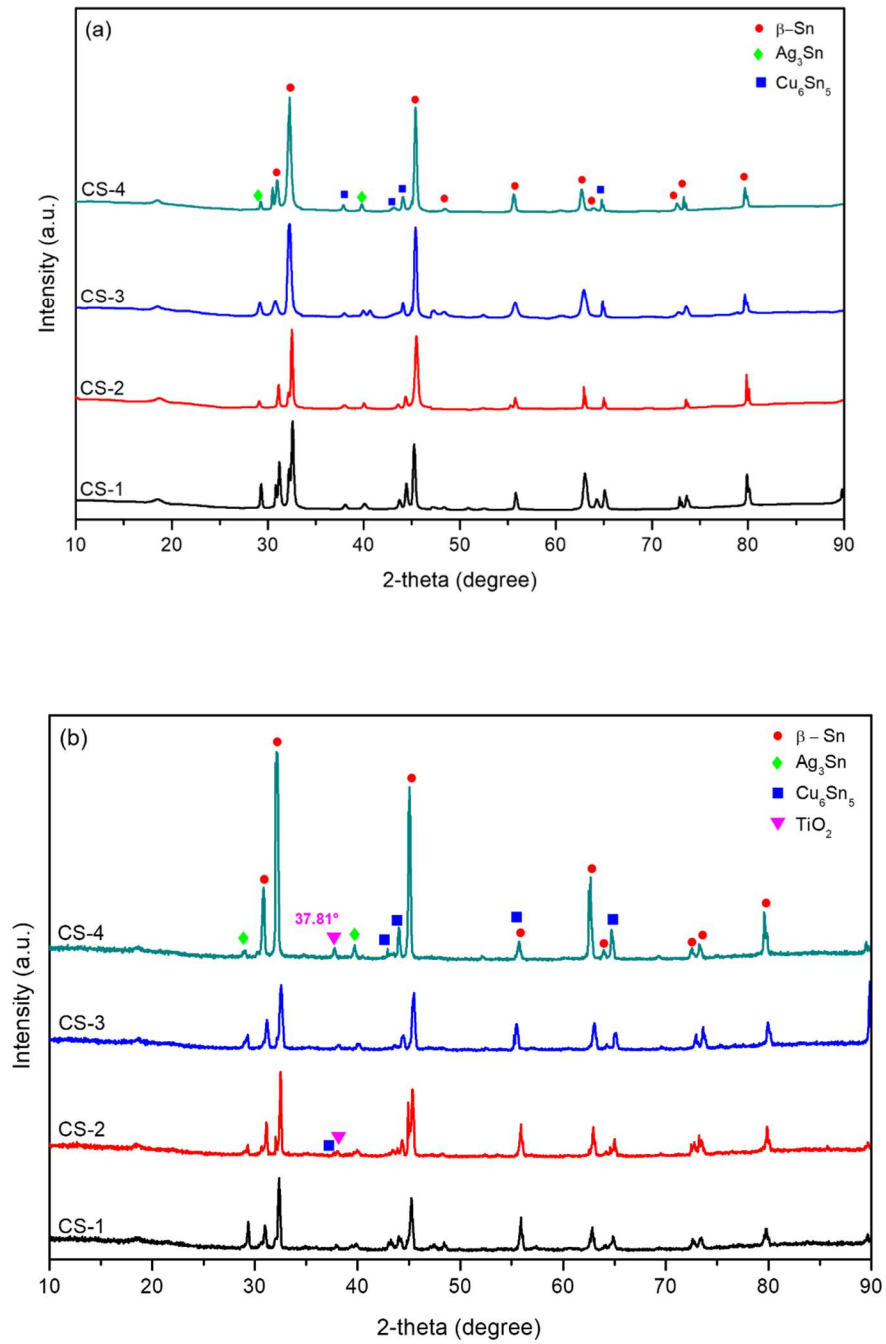 (a)
β–Sn
Ag₃Sn
Cu₆Sn₅
CS-4
CS-3
CS-2
CS-1
Intensity (a.u.)
10 20 30 40 50 60 70 80 90
2-theta (degree)
(b)
β – Sn
Ag₃Sn
Cu₆Sn₅
TiO₂
37.81°
CS-4
CS-3
CS-2
CS-1
Intensity (a.u.)
10 20 30 40 50 60 70 80 90
2-theta (degree)